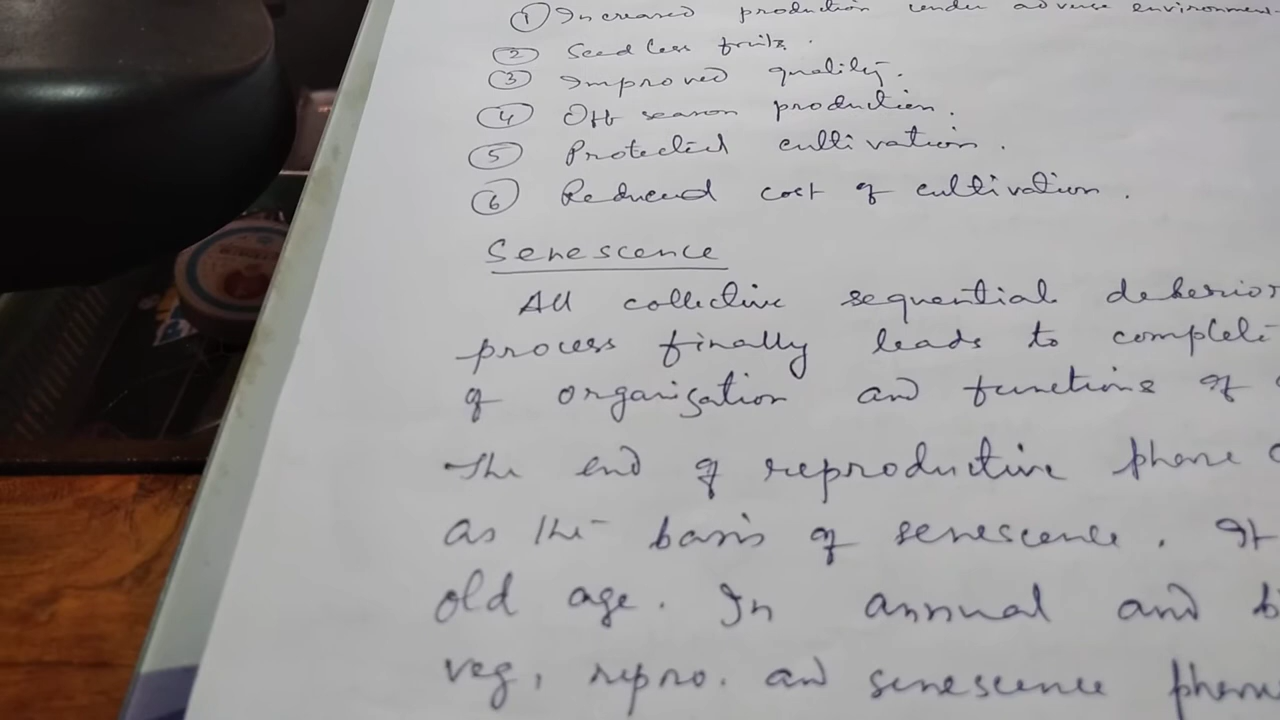 ① Increased production under adverse environment
② Seed less fruits.
③ Improved quality.
④ Off season production.
⑤ Protected cultivation.
⑥ Reduced cost of cultivation.
Senescence
All collective sequential deterior
process finally leads to complete
of organisation and functions of
The end of reproductive phase
as the basis of senescence. It
old age. In annual and b
veg, repro. and senescence phase